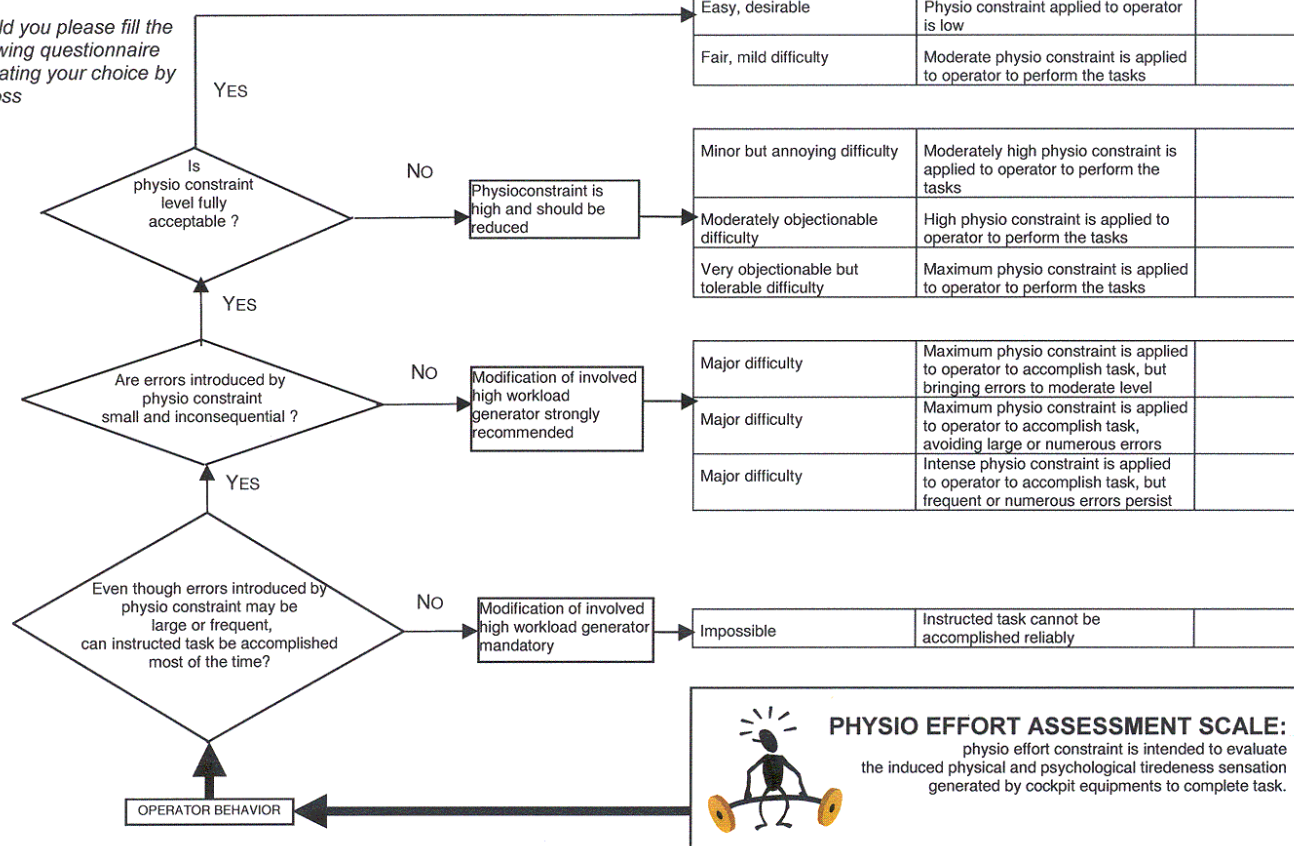 Easy, desirable
Physio constraint applied to operator
is low
Fair, mild difficulty
Moderate physio constraint is applied
to operator to perform the tasks
you please fill the
questionnaire
your choice by
YES
Is
physio constraint
level fully
acceptable ?
NO
Physioconstraint is
high and should be
reduced
Minor but annoying difficulty
Moderately high physio constraint is
applied to operator to perform the
tasks
Moderately objectionable
difficulty
High physio constraint is applied to
operator to perform the tasks
Very objectionable but
tolerable difficulty
Maximum physio constraint is applied
to operator to perform the tasks
YES
Are errors introduced by
physio constraint
small and inconsequential ?
NO
Modification of involved
high workload
generator strongly
recommended
Major difficulty
Maximum physio constraint is applied
to operator to accomplish task, but
bringing errors to moderate level
Major difficulty
Maximum physio constraint is applied
to operator to accomplish task,
avoiding large or numerous errors
Major difficulty
Intense physio constraint is applied
to operator to accomplish task, but
frequent or numerous errors persist
YES
Even though errors introduced by
physio constraint may be
large or frequent,
can instructed task be accomplished
most of the time?
NO
Modification of involved
high workload generator
mandatory
Impossible
Instructed task cannot be
accomplished reliably
OPERATOR BEHAVIOR
PHYSIO EFFORT ASSESSMENT SCALE:
physio effort constraint is intended to evaluate
the induced physical and psychological tiredeness sensation
generated by cockpit equipments to complete task.